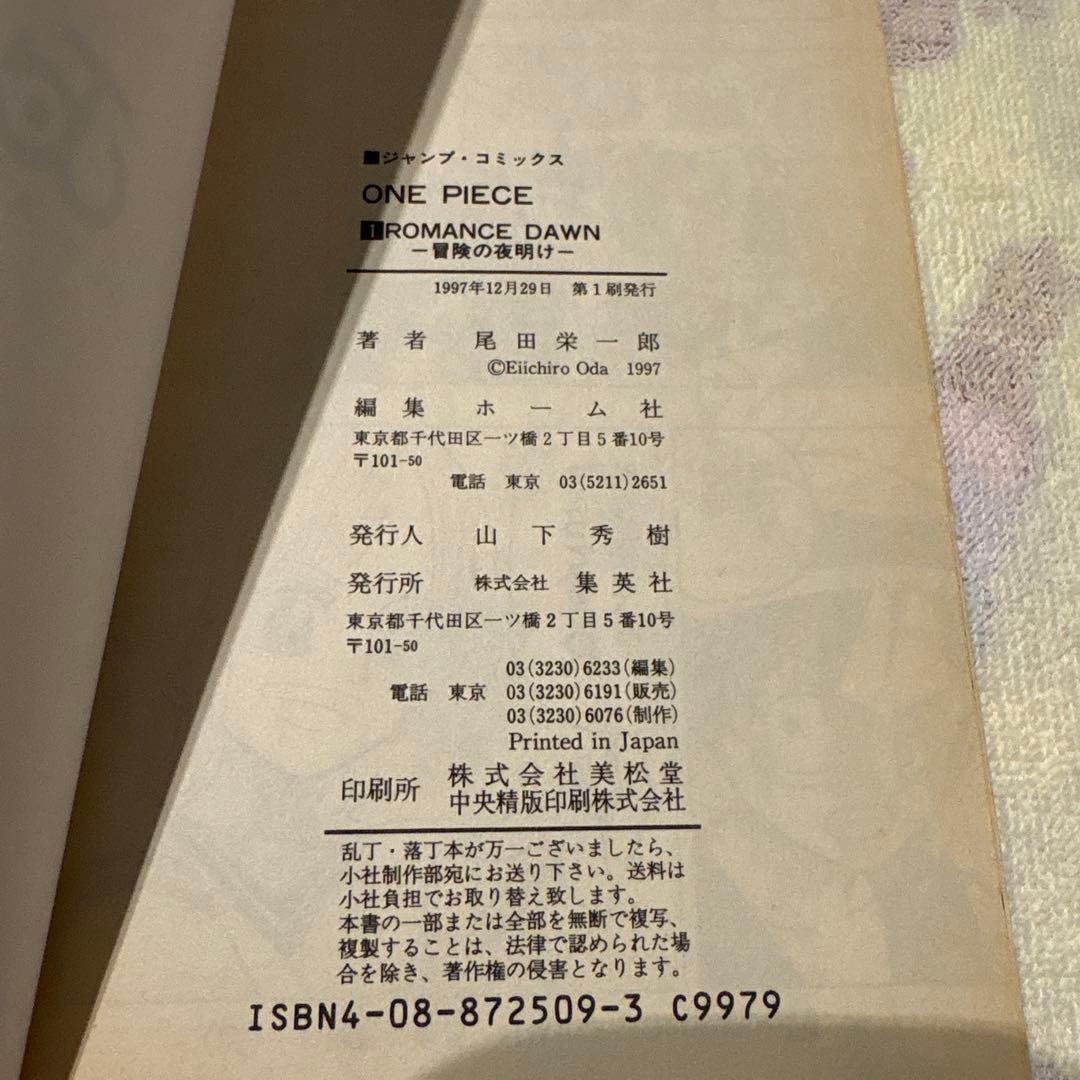 ■ジャンプ・コミックス
ONE PIECE
1 ROMANCE DAWN
―冒険の夜明け―
1997年12月29日　第1刷発行
著者　尾田栄一郎
©Eiichiro Oda 1997
編集　ホーム社
東京都千代田区一ツ橋2丁目5番10号
〒101-50
電話　東京　03(5211)2651
発行人　山下秀樹
発行所　株式会社　集英社
東京都千代田区一ツ橋2丁目5番10号
〒101-50
03(3230)6233(編集)
電話　東京　03(3230)6191(販売)
03(3230)6076(制作)
Printed in Japan
印刷所　株式会社美松堂
中央精版印刷株式会社
乱丁・落丁本が万一ございましたら、
小社制作部宛にお送り下さい。送料は
小社負担でお取り替え致します。
本書の一部または全部を無断で複写、
複製することは、法律で認められた場
合を除き、著作権の侵害となります。
ISBN4-08-872509-3 C9979